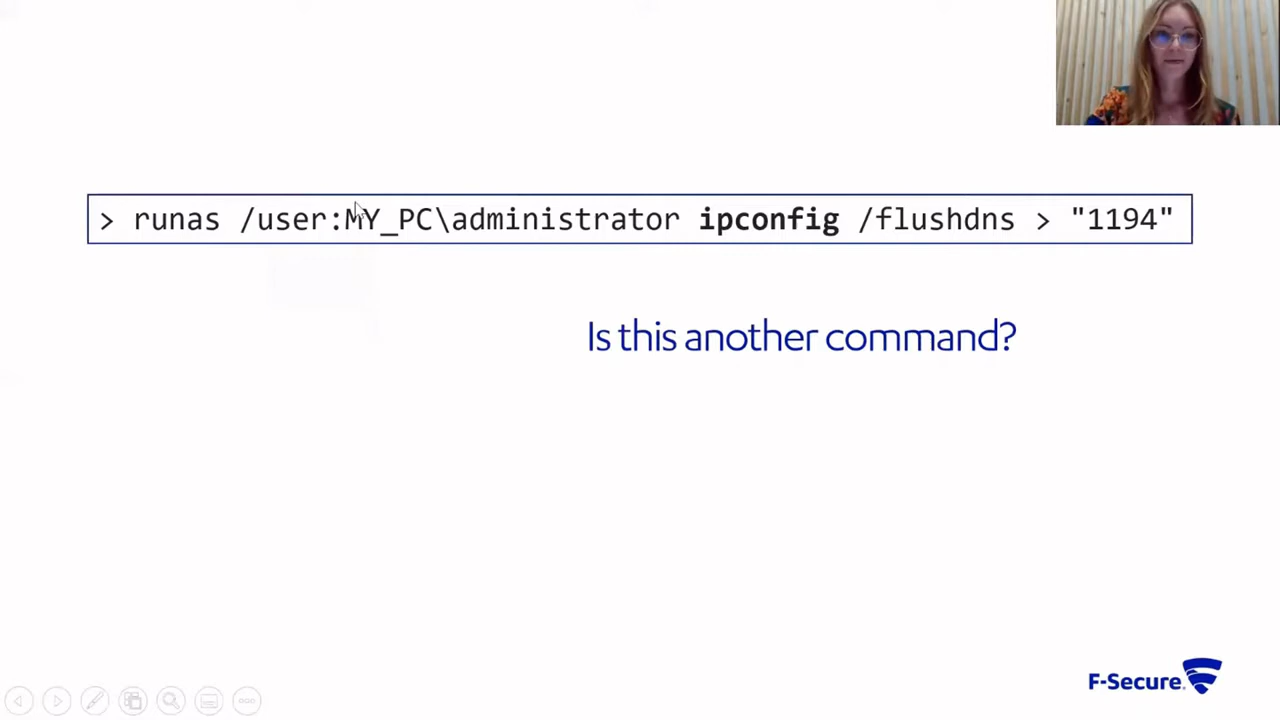 > runas /user:MY_PC\administrator ipconfig /flushdns > "1194"
Is this another command?
F-Secure.